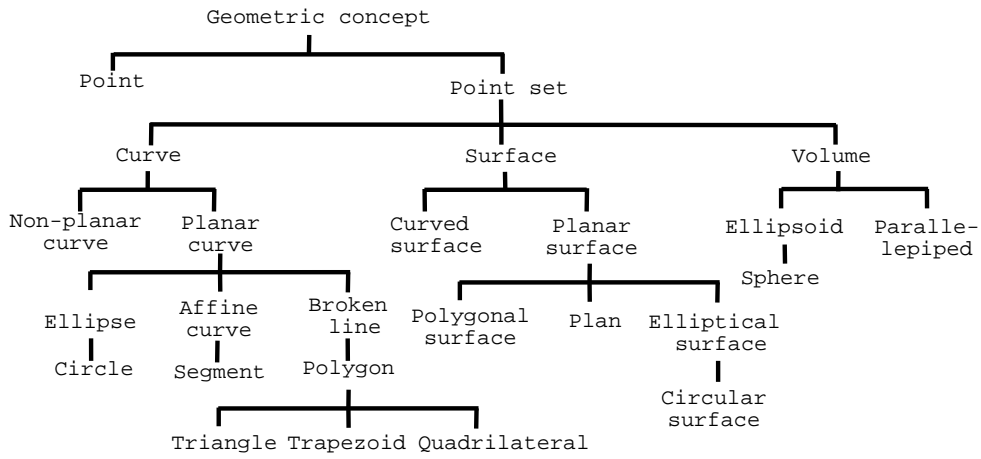 Geometric concept
Point
Point set
Curve
Surface
Volume
Non-planar
curve
Planar
curve
Curved
surface
Planar
surface
Ellipsoid
Paralle-
lepiped
Sphere
Ellipse
Affine
curve
Broken
line
Polygonal
surface
Plan
Elliptical
surface
Circle
Segment
Polygon
Circular
surface
Triangle Trapezoid Quadrilateral